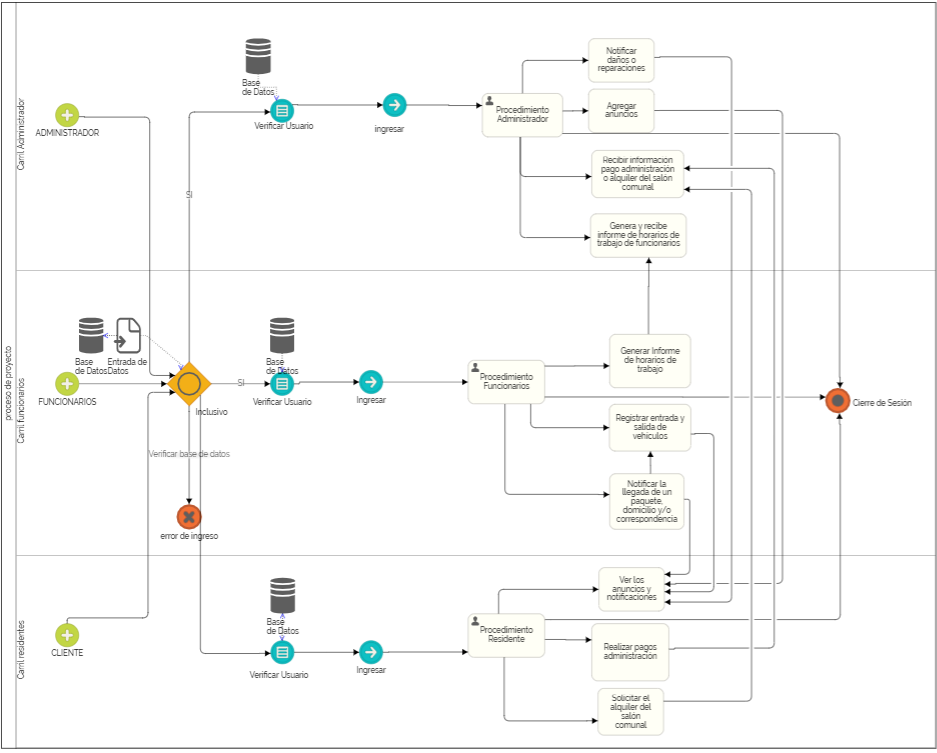 proceso de proyecto
Carril Administrador
ADMINISTRADOR
Base
de Datos
Verificar Usuario
ingresar
SI
Procedimiento
Administrador
Notificar
daños o
reparaciones
Agregar
anuncios
Recibir información
pago administración
o alquiler del salón
comunal
Genera y recibe
informe de horarios de
trabajo de funcionarios
Carril funcionarios
Base
de Datos
Entrada de
Datos
FUNCIONARIOS
Inclusivo
SI
Verificar base de datos
error de ingreso
Base
de Datos
Verificar Usuario
Ingresar
Procedimiento
Funcionarios
Generar Informe
de horarios de
trabajo
Registrar entrada y
salida de
vehículos
Notificar la
llegada de un
paquete,
domicilio y/o
correspondencia
Cierre de Sesión
Carril residentes
CLIENTE
Base
de Datos
Verificar Usuario
Ingresar
Procedimiento
Residente
Ver los
anuncios y
notificaciones
Realizar pagos
administración
Solicitar el
alquiler del
salón
comunal